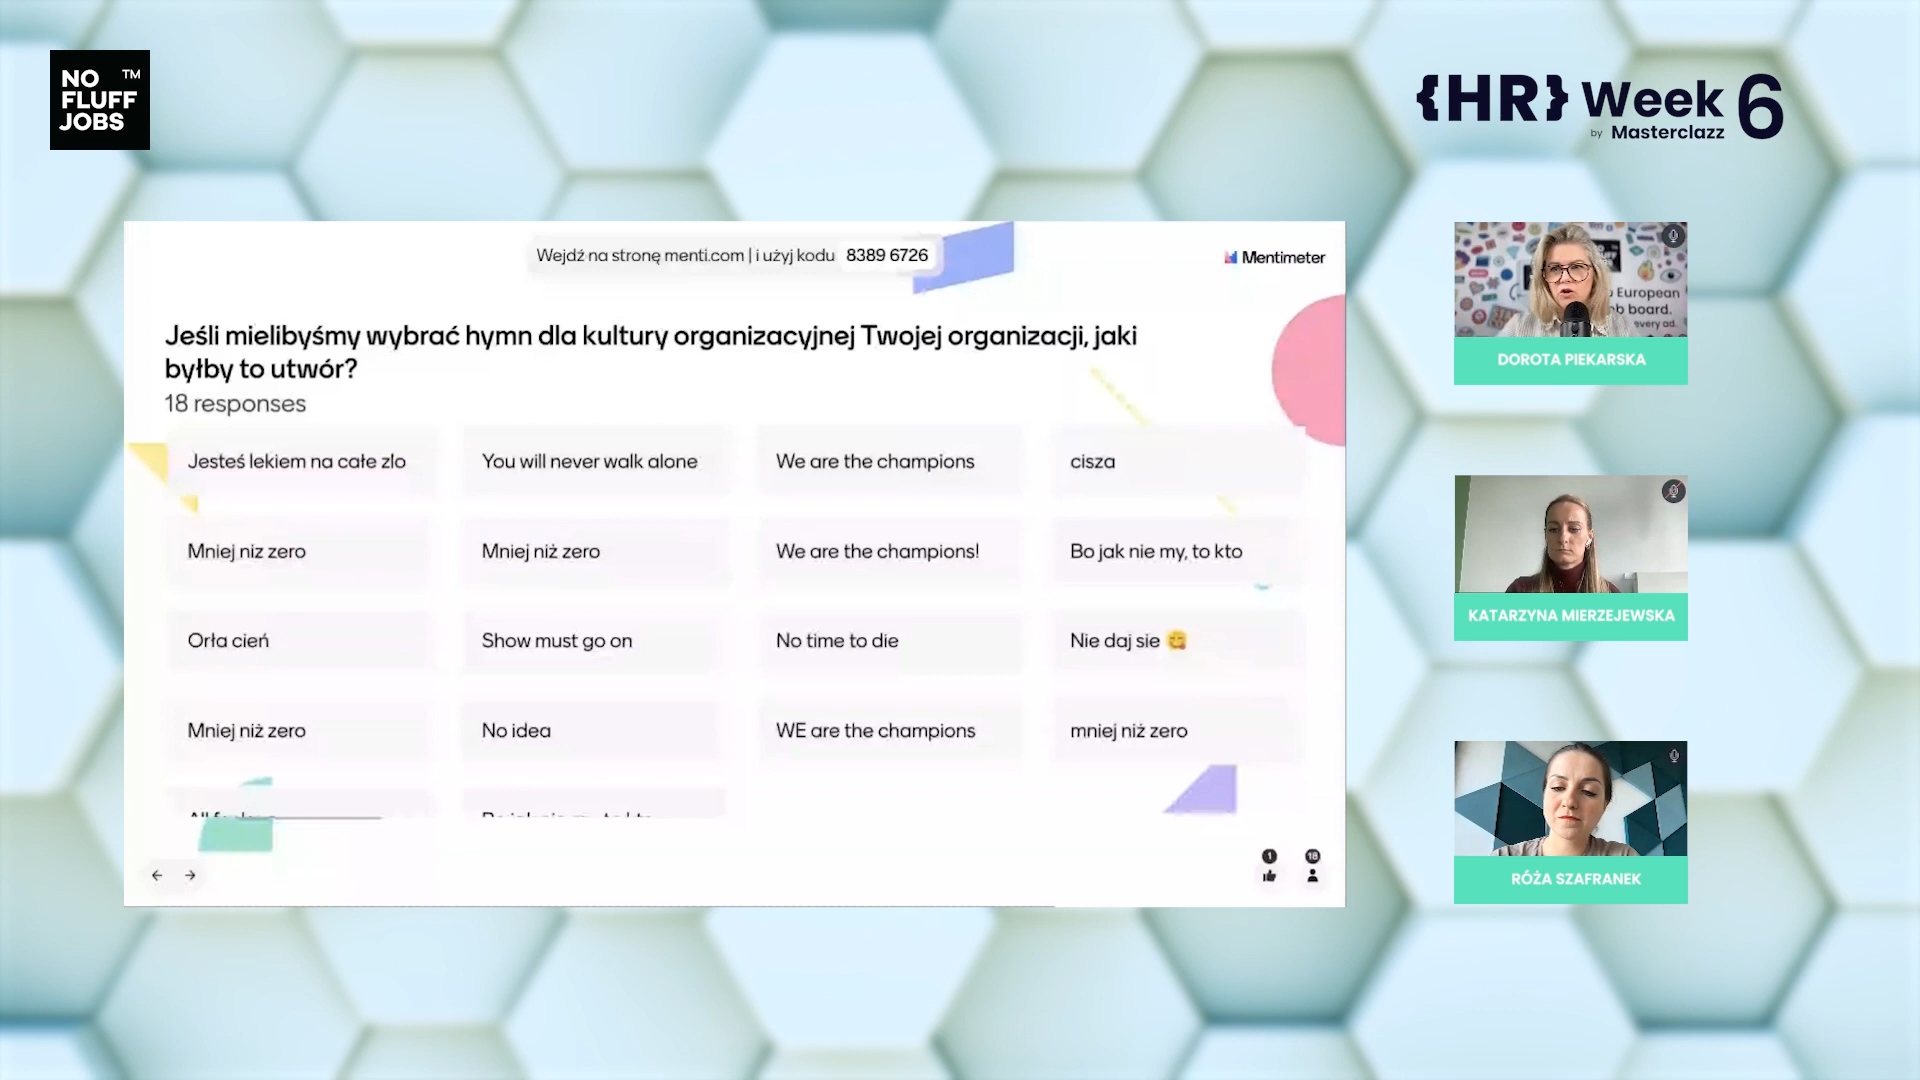 NO TM
FLUFF
JOBS
{HR} Week 6
by Masterclazz
Wejdź na stronę menti.com | i użyj kodu 8389 6726
Mentimeter
Jeśli mielibyśmy wybrać hymn dla kultury organizacyjnej Twojej organizacji, jaki
byłby to utwór?
18 responses
Jesteś lekiem na całe zlo
You will never walk alone
We are the champions
cisza
Mniej niz zero
Mniej niż zero
We are the champions!
Bo jak nie my, to kto
Orła cień
Show must go on
No time to die
Nie daj sie 😋
Mniej niż zero
No idea
WE are the champions
mniej niż zero
1
18
European
job board.
every ad.
DOROTA PIEKARSKA
KATARZYNA MIERZEJEWSKA
RÓŻA SZAFRANEK